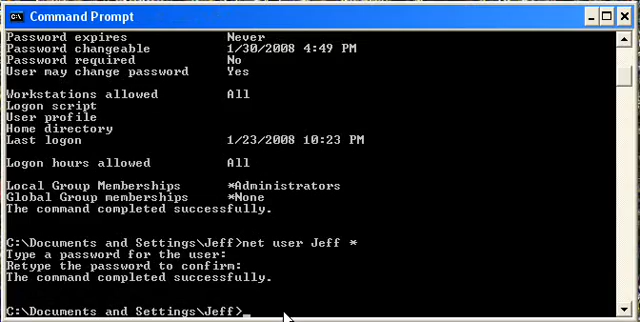 C:\ Command Prompt
Password expires Never
Password changeable 1/30/2008 4:49 PM
Password required No
User may change password Yes
Workstations allowed All
Logon script
User profile
Home directory
Last logon 1/23/2008 10:23 PM
Logon hours allowed All
Local Group Memberships *Administrators
Global Group memberships *None
The command completed successfully.
C:\Documents and Settings\Jeff>net user Jeff *
Type a password for the user:
Retype the password to confirm:
The command completed successfully.
C:\Documents and Settings\Jeff>_